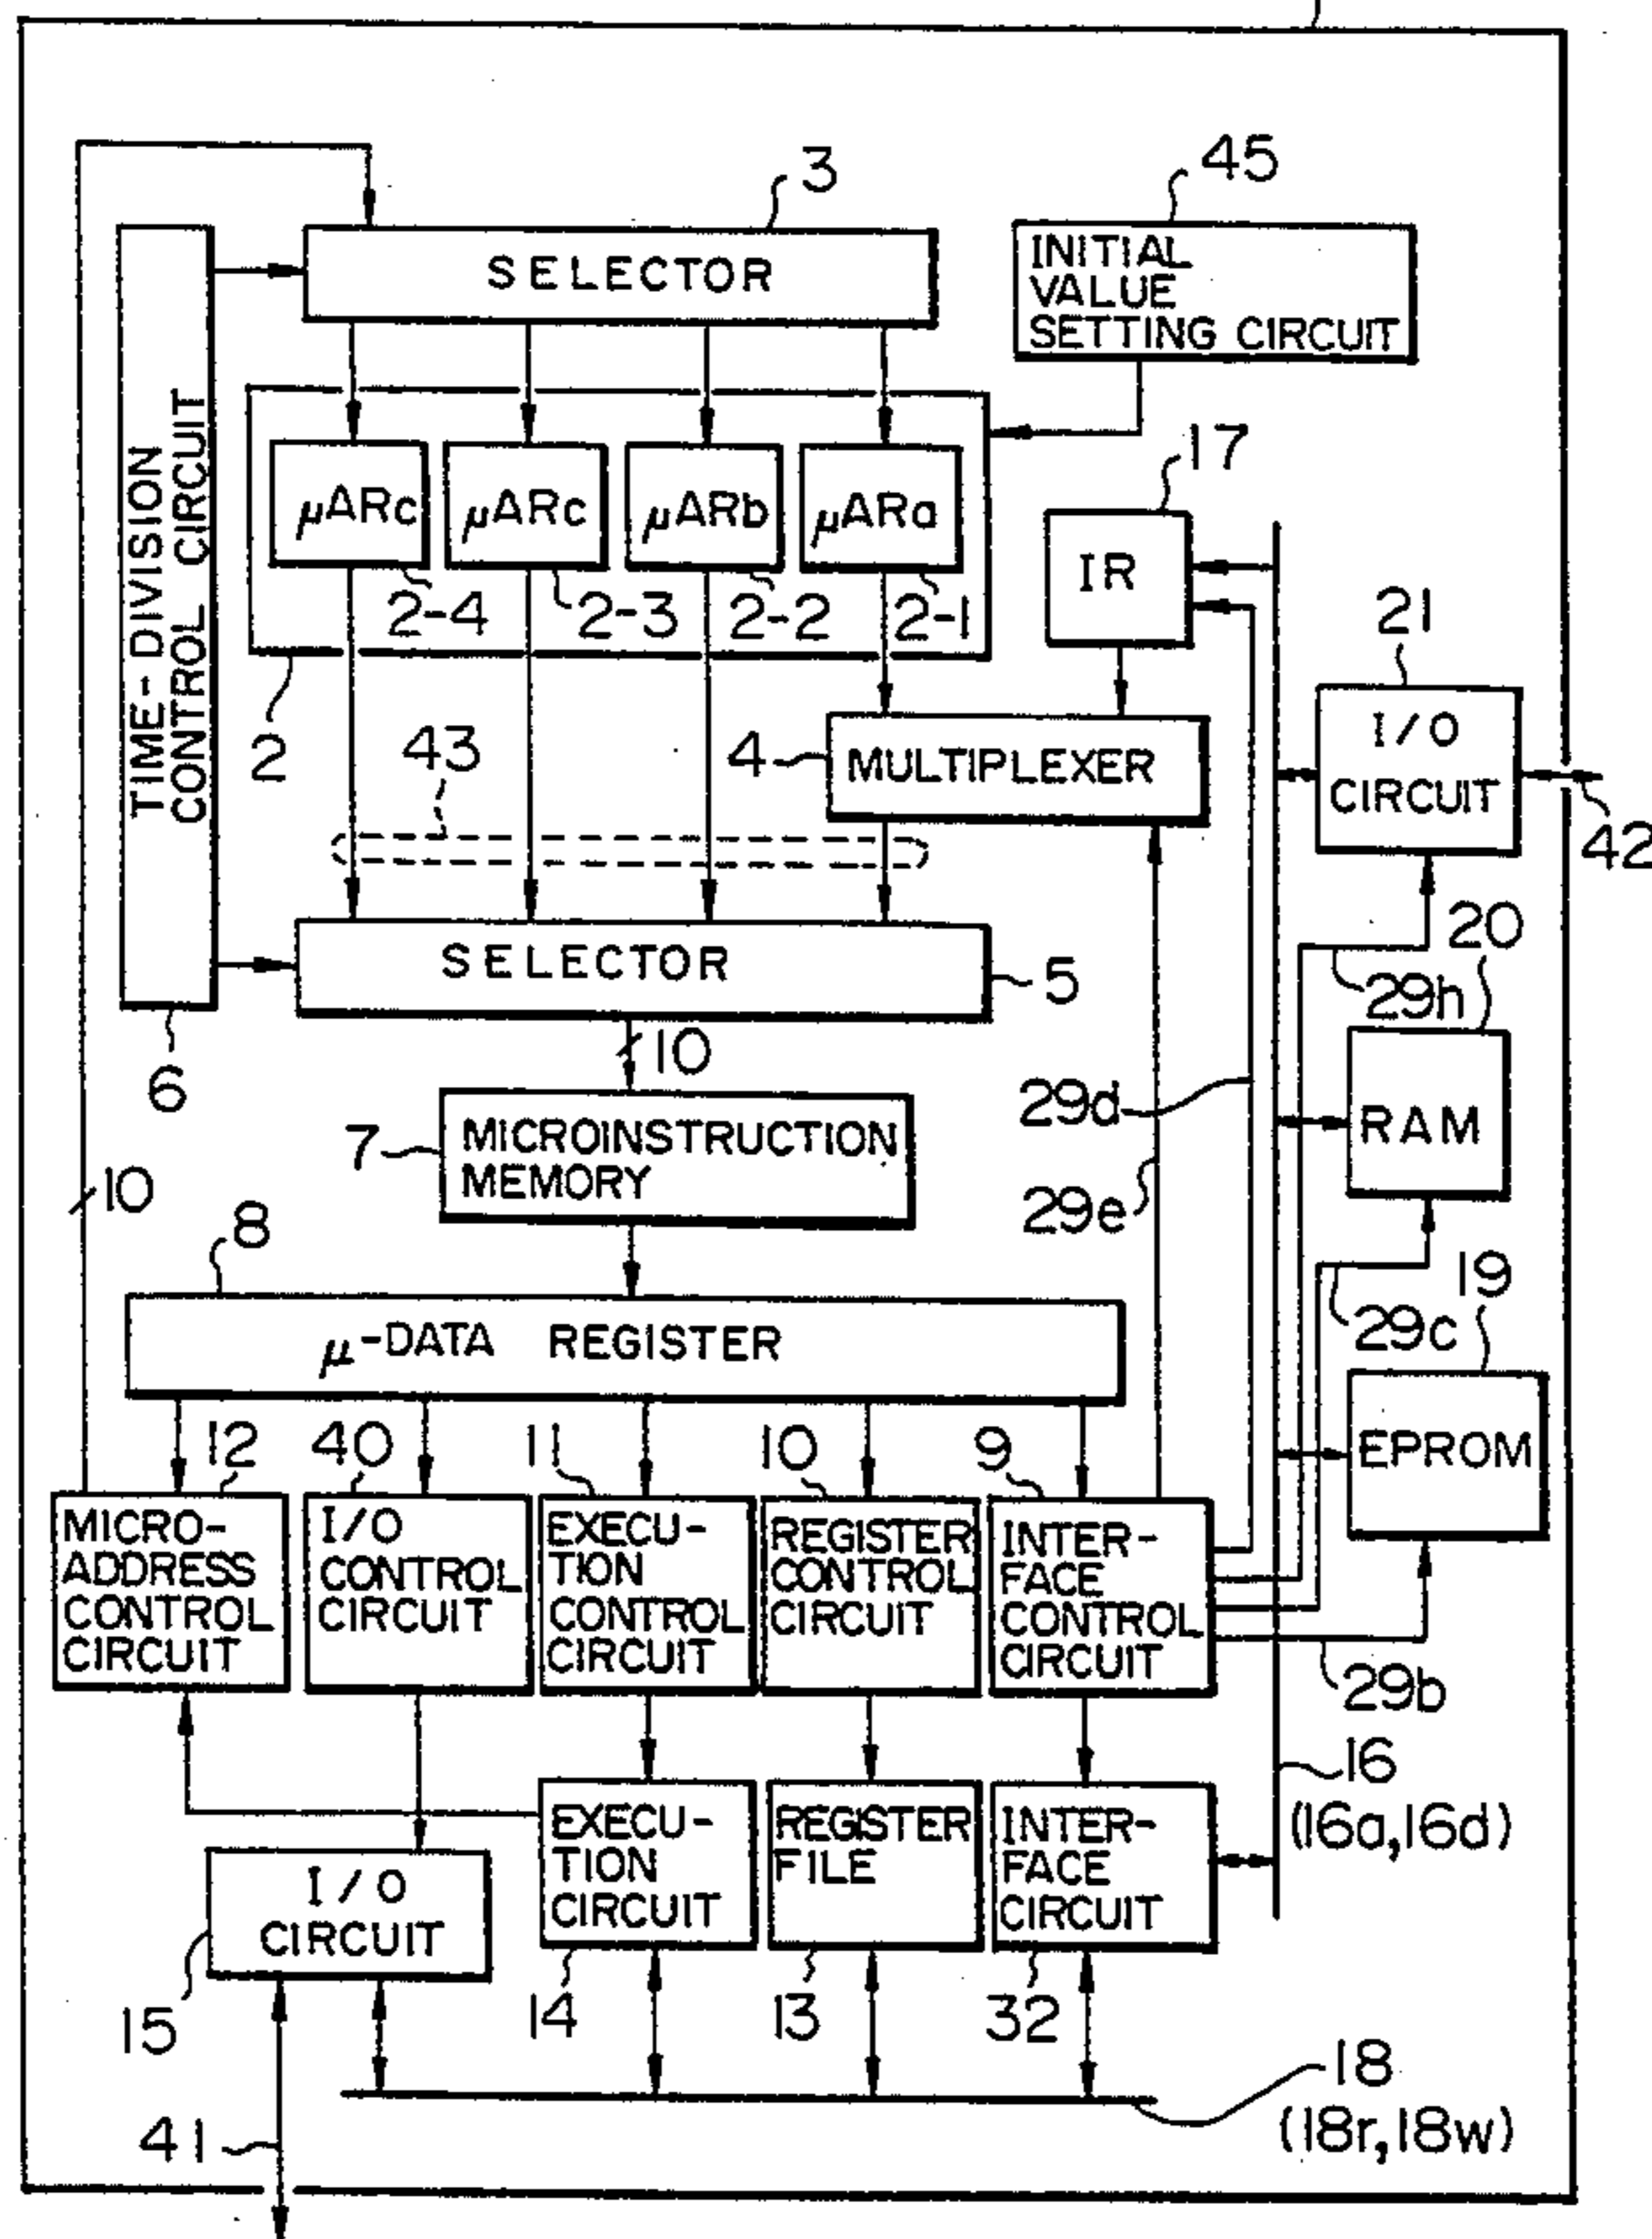 45
3
SELECTOR
INITIAL
VALUE
SETTING CIRCUIT
TIME-DIVISION
CONTROL CIRCUIT
17
μARc
μARc
μARb
μARa
IR
2-4
2-3
2-2
2-1
21
2
43
4
MULTIPLEXER
I/O
CIRCUIT
42
SELECTOR
5
20
29h
6
10
29d
RAM
7
MICROINSTRUCTION
MEMORY
10
29e
8
19
29c
μ-DATA REGISTER
12
40
11
10
9
EPROM
MICRO-
ADDRESS
CONTROL
CIRCUIT
I/O
CONTROL
CIRCUIT
EXECU-
TION
CONTROL
CIRCUIT
REGISTER
CONTROL
CIRCUIT
INTER-
FACE
CONTROL
CIRCUIT
29b
16
(16a,16d)
EXECU-
TION
CIRCUIT
REGISTER
FILE
INTER-
FACE
CIRCUIT
I/O
CIRCUIT
15
14
13
32
18
(18r,18w)
41